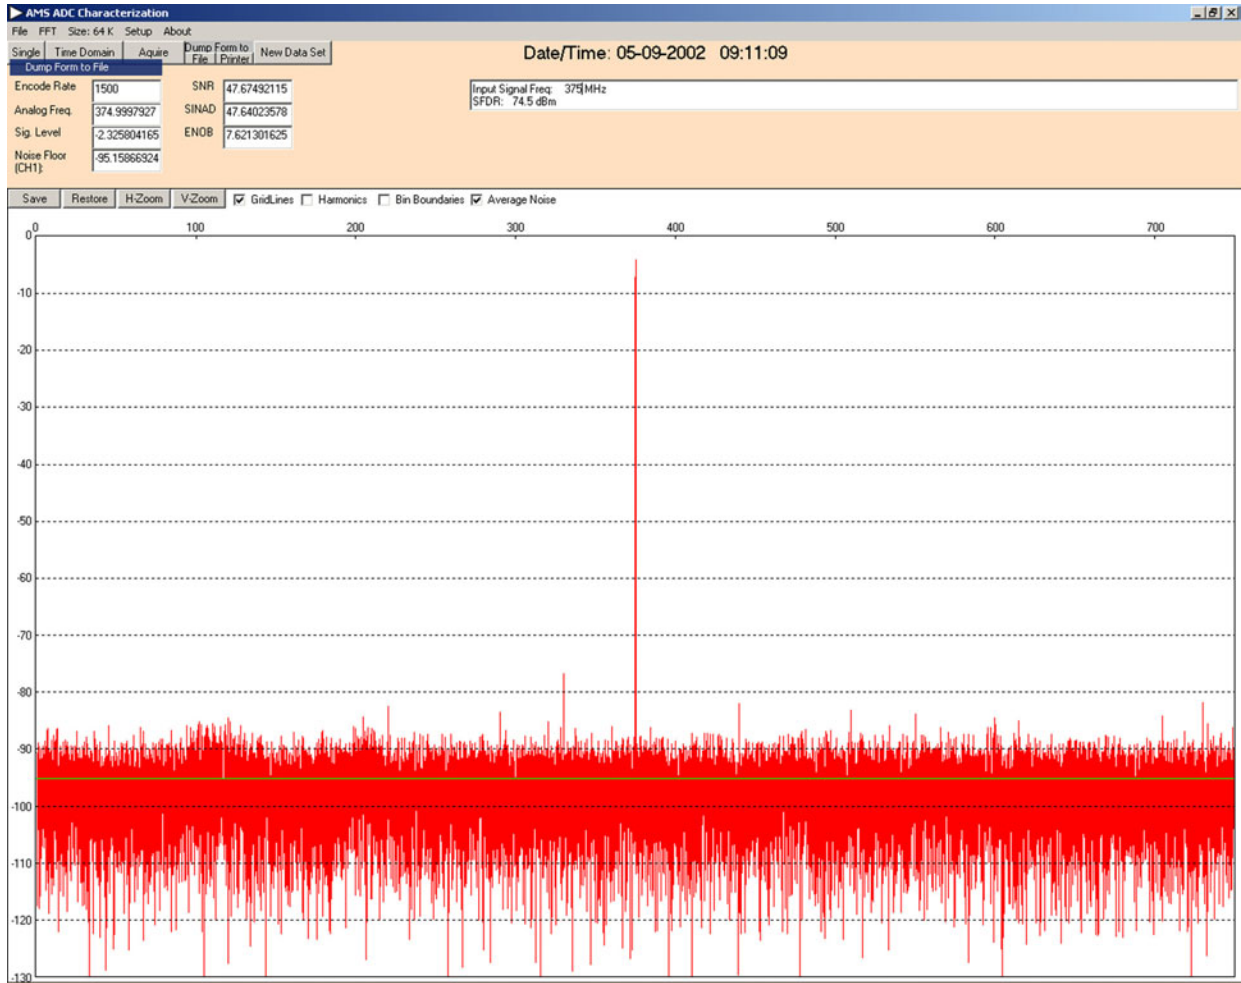 AMS ADC Characterization
File FFT Size: 64 K Setup About
Single Time Domain Aquire Dump Form to File Printer New Data Set
Date/Time: 05-09-2002 09:11:09
Dump Form to File
Encode Rate 1500 SNR 47.67492115
Input Signal Freq: 375 MHz
SFDR: 74.5 dBm
Analog Freq. 374.9997927 SINAD 47.64023578
Sig. Level -2.325804165 ENOB 7.621301625
Noise Floor (CH1): -95.15866924
Save Restore H-Zoom V-Zoom GridLines Harmonics Bin Boundaries Average Noise
0 100 200 300 400 500 600 700
0
-10
-20
-30
-40
-50
-60
-70
-80
-90
-100
-110
-120
-130